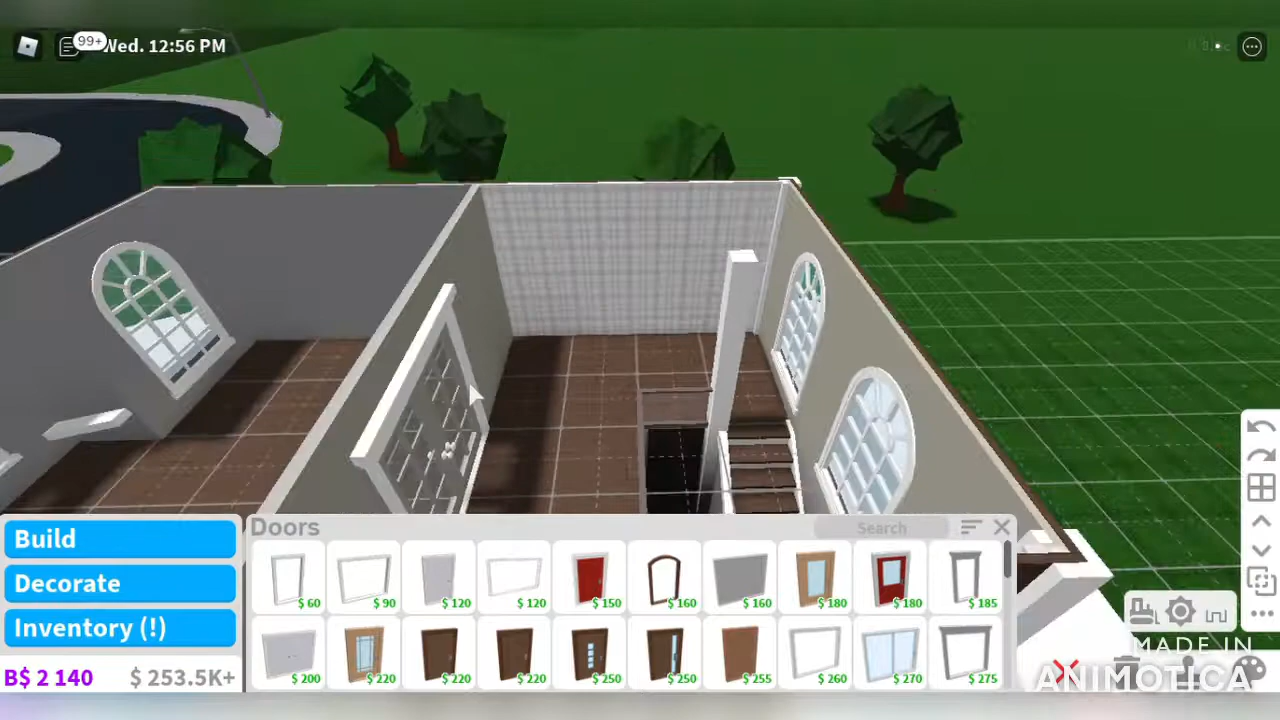 99+
Wed. 12:56 PM
Doors
Search
Build
Decorate
Inventory (!)
B$ 2 140
$ 253.5K+
$ 60
$ 90
$ 120
$ 120
$ 150
$ 160
$ 160
$ 180
$ 180
$ 185
$ 200
$ 220
$ 220
$ 220
$ 250
$ 250
$ 255
$ 260
$ 270
$ 275
MADE IN
ANIMOTICA